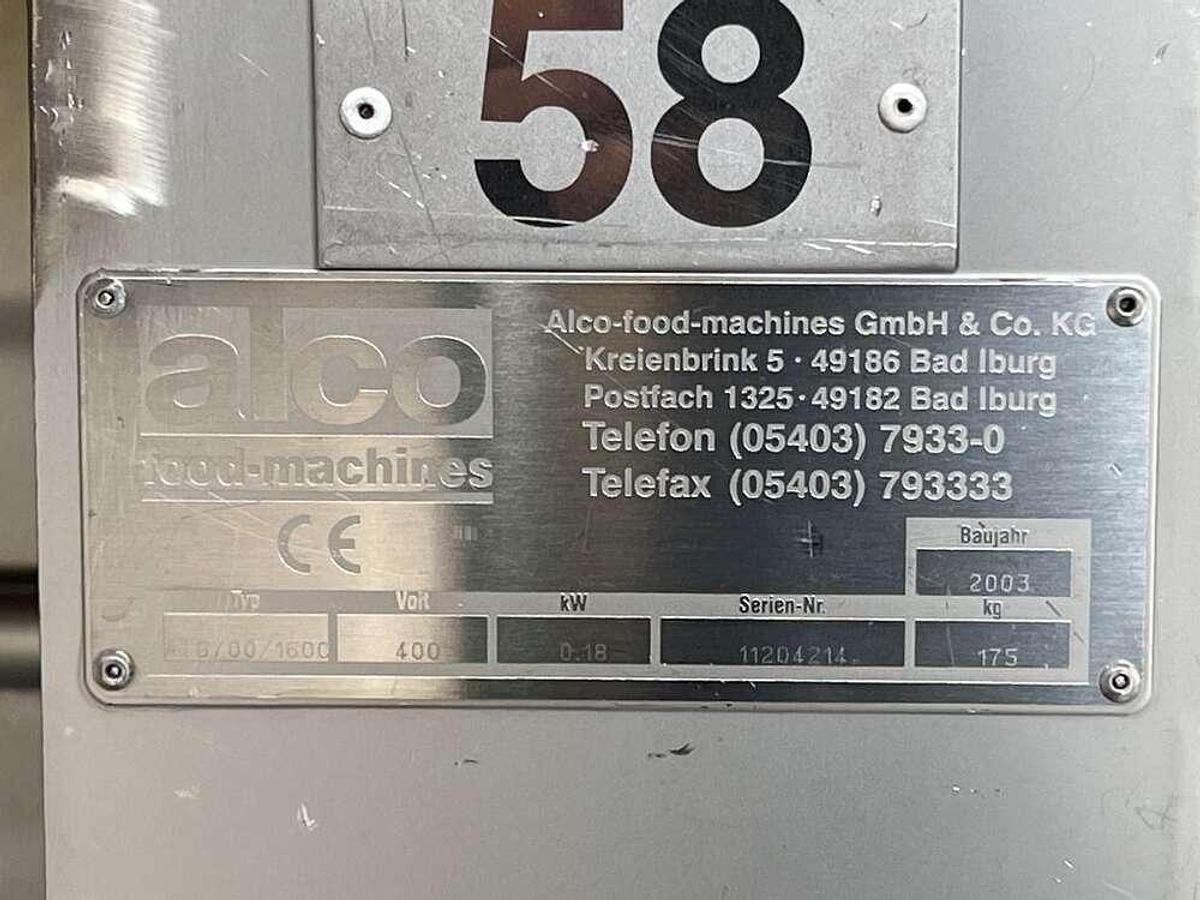 58
alco
food-machines
CE
Alco-food-machines GmbH & Co. KG
Kreienbrink 5 · 49186 Bad Iburg
Postfach 1325 · 49182 Bad Iburg
Telefon (05403) 7933-0
Telefax (05403) 793333
Baujahr
2003
Typ Volt kW Serien-Nr. kg
400 0.18 11204214 175